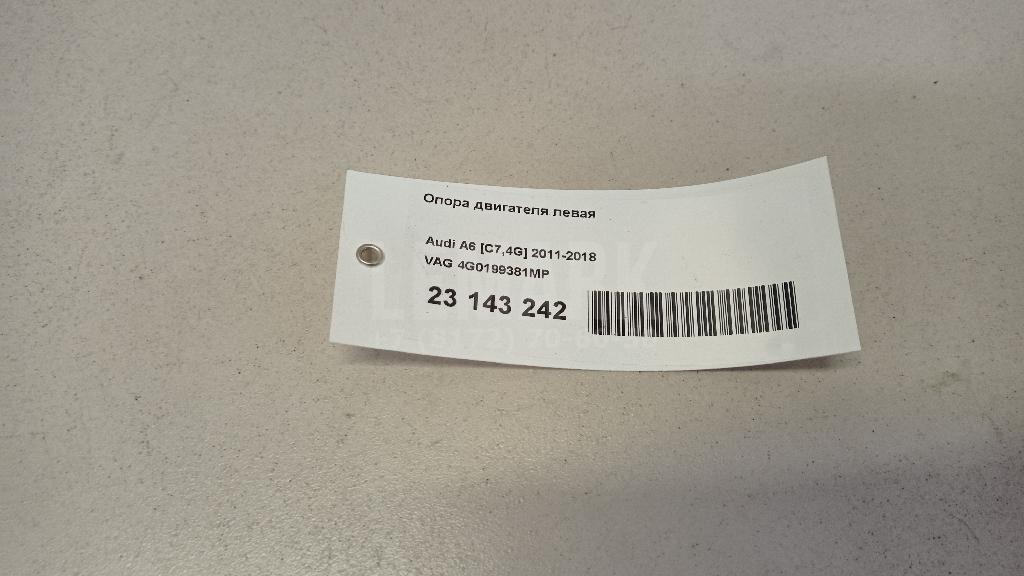 Опора двигателя левая
Audi A6 [C7,4G] 2011-2018
VAG 4G0199381MP
23 143 242